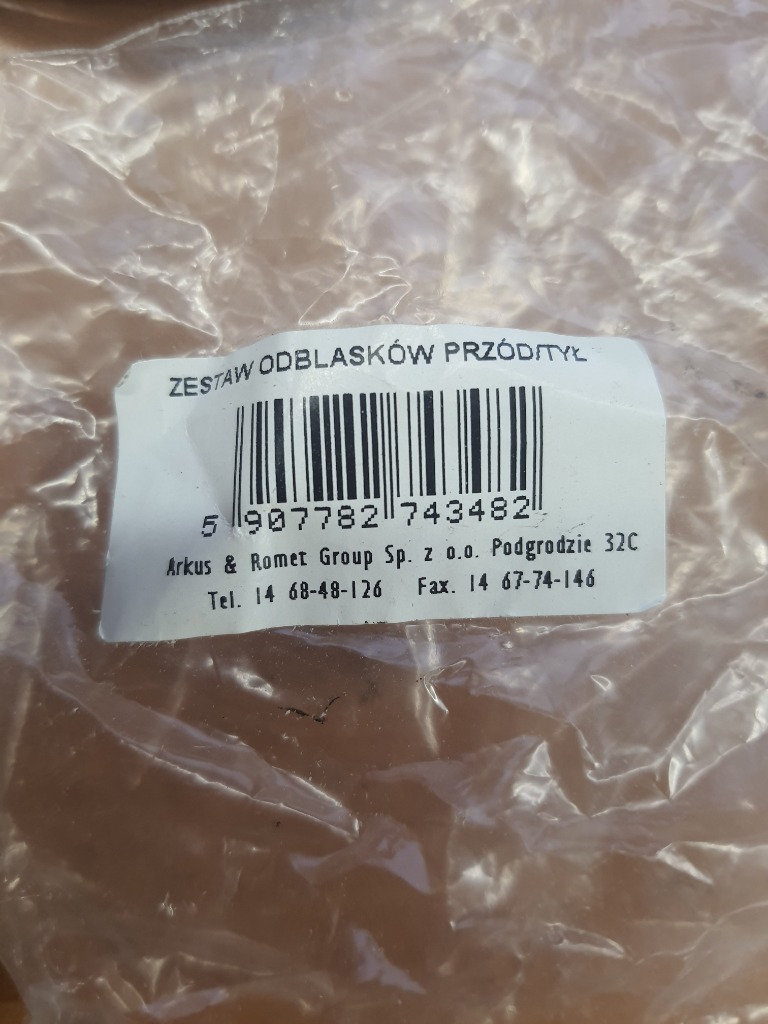 ZESTAW ODBLASKÓW PRZÓD/TYŁ
5 907782 743482
Arkus & Romet Group Sp. z o.o. Podgrodzie 32C
Tel. 14 68-48-126 Fax. 14 67-74-146